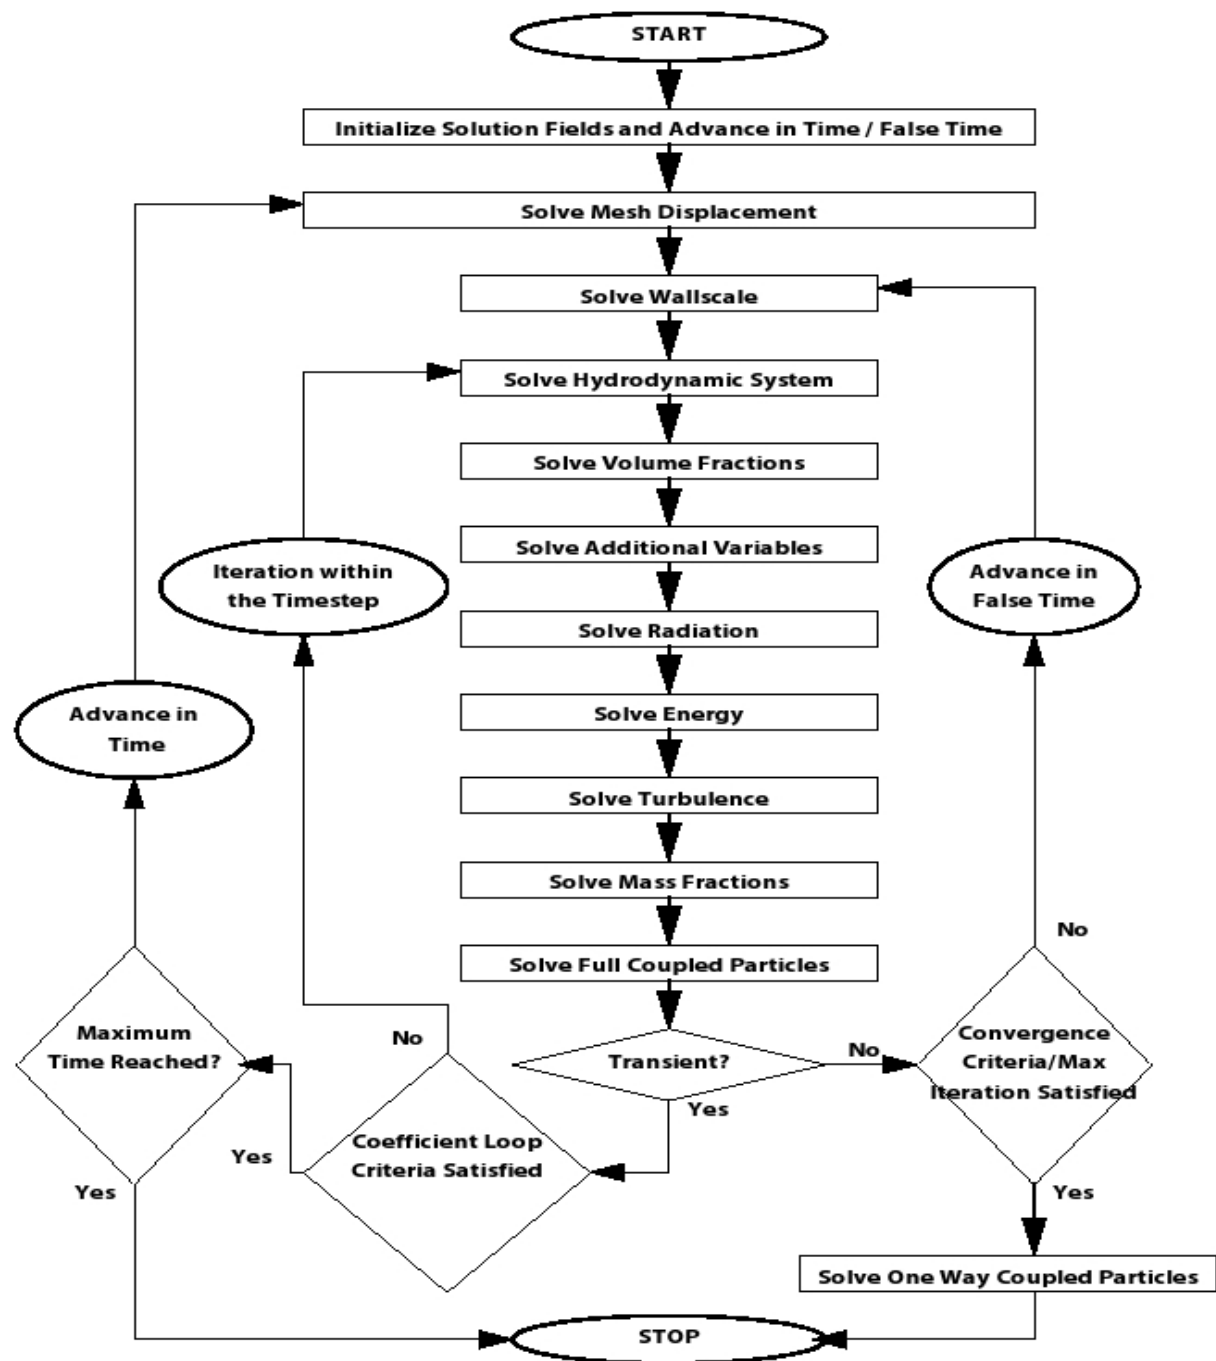 START
Initialize Solution Fields and Advance in Time / False Time
Solve Mesh Displacement
Solve Wallscale
Solve Hydrodynamic System
Solve Volume Fractions
Solve Additional Variables
Iteration within
the Timestep
Advance in
False Time
Solve Radiation
Solve Energy
Advance in
Time
Solve Turbulence
Solve Mass Fractions
No
Solve Full Coupled Particles
Maximum
Time Reached?
No
Transient?
No
Convergence
Criteria/Max
Iteration Satisfied
Yes
Coefficient Loop
Criteria Satisfied
Yes
Yes
Yes
Solve One Way Coupled Particles
STOP